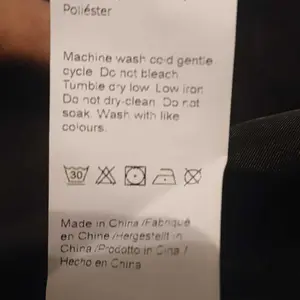 Poliéster
Machine wash cold gentle
cycle. Do not bleach.
Tumble dry low. Low iron.
Do not dry-clean. Do not
soak. Wash with like
colours.
30
Made in China /Fabriqué
en Chine /Hergestellt in
China /Prodotto in Cina /
Hecho en China